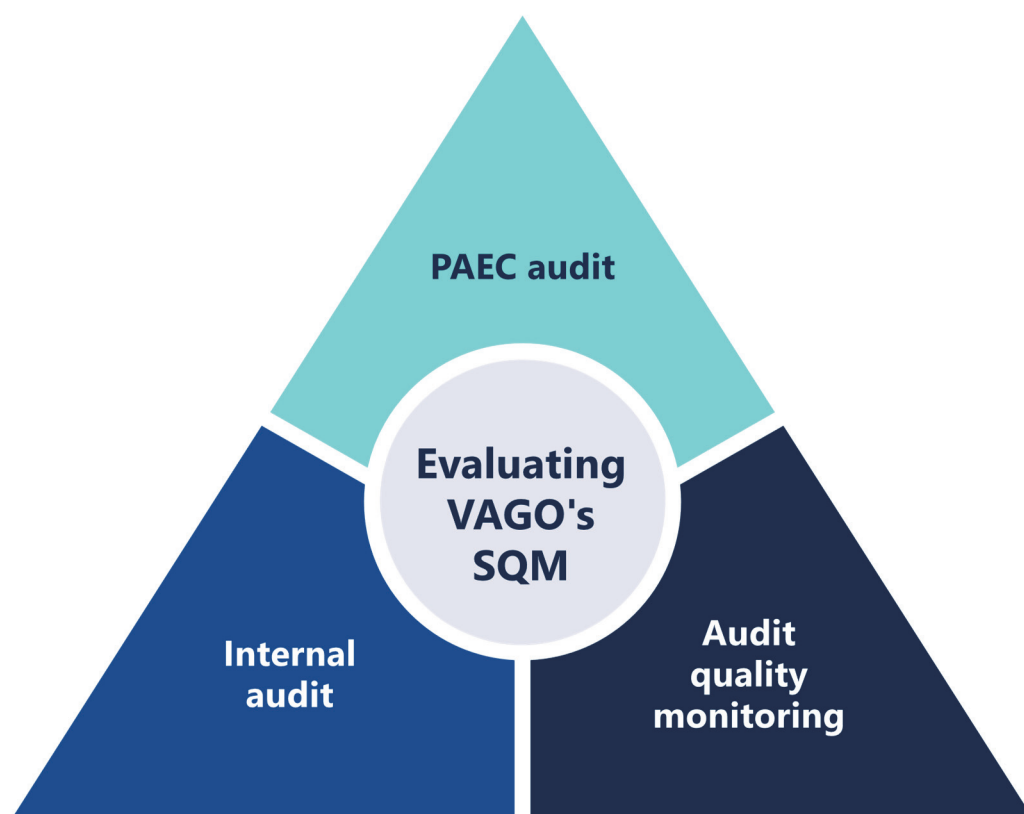 PAEC audit
Evaluating
VAGO's
SQM
Internal
audit
Audit
quality
monitoring